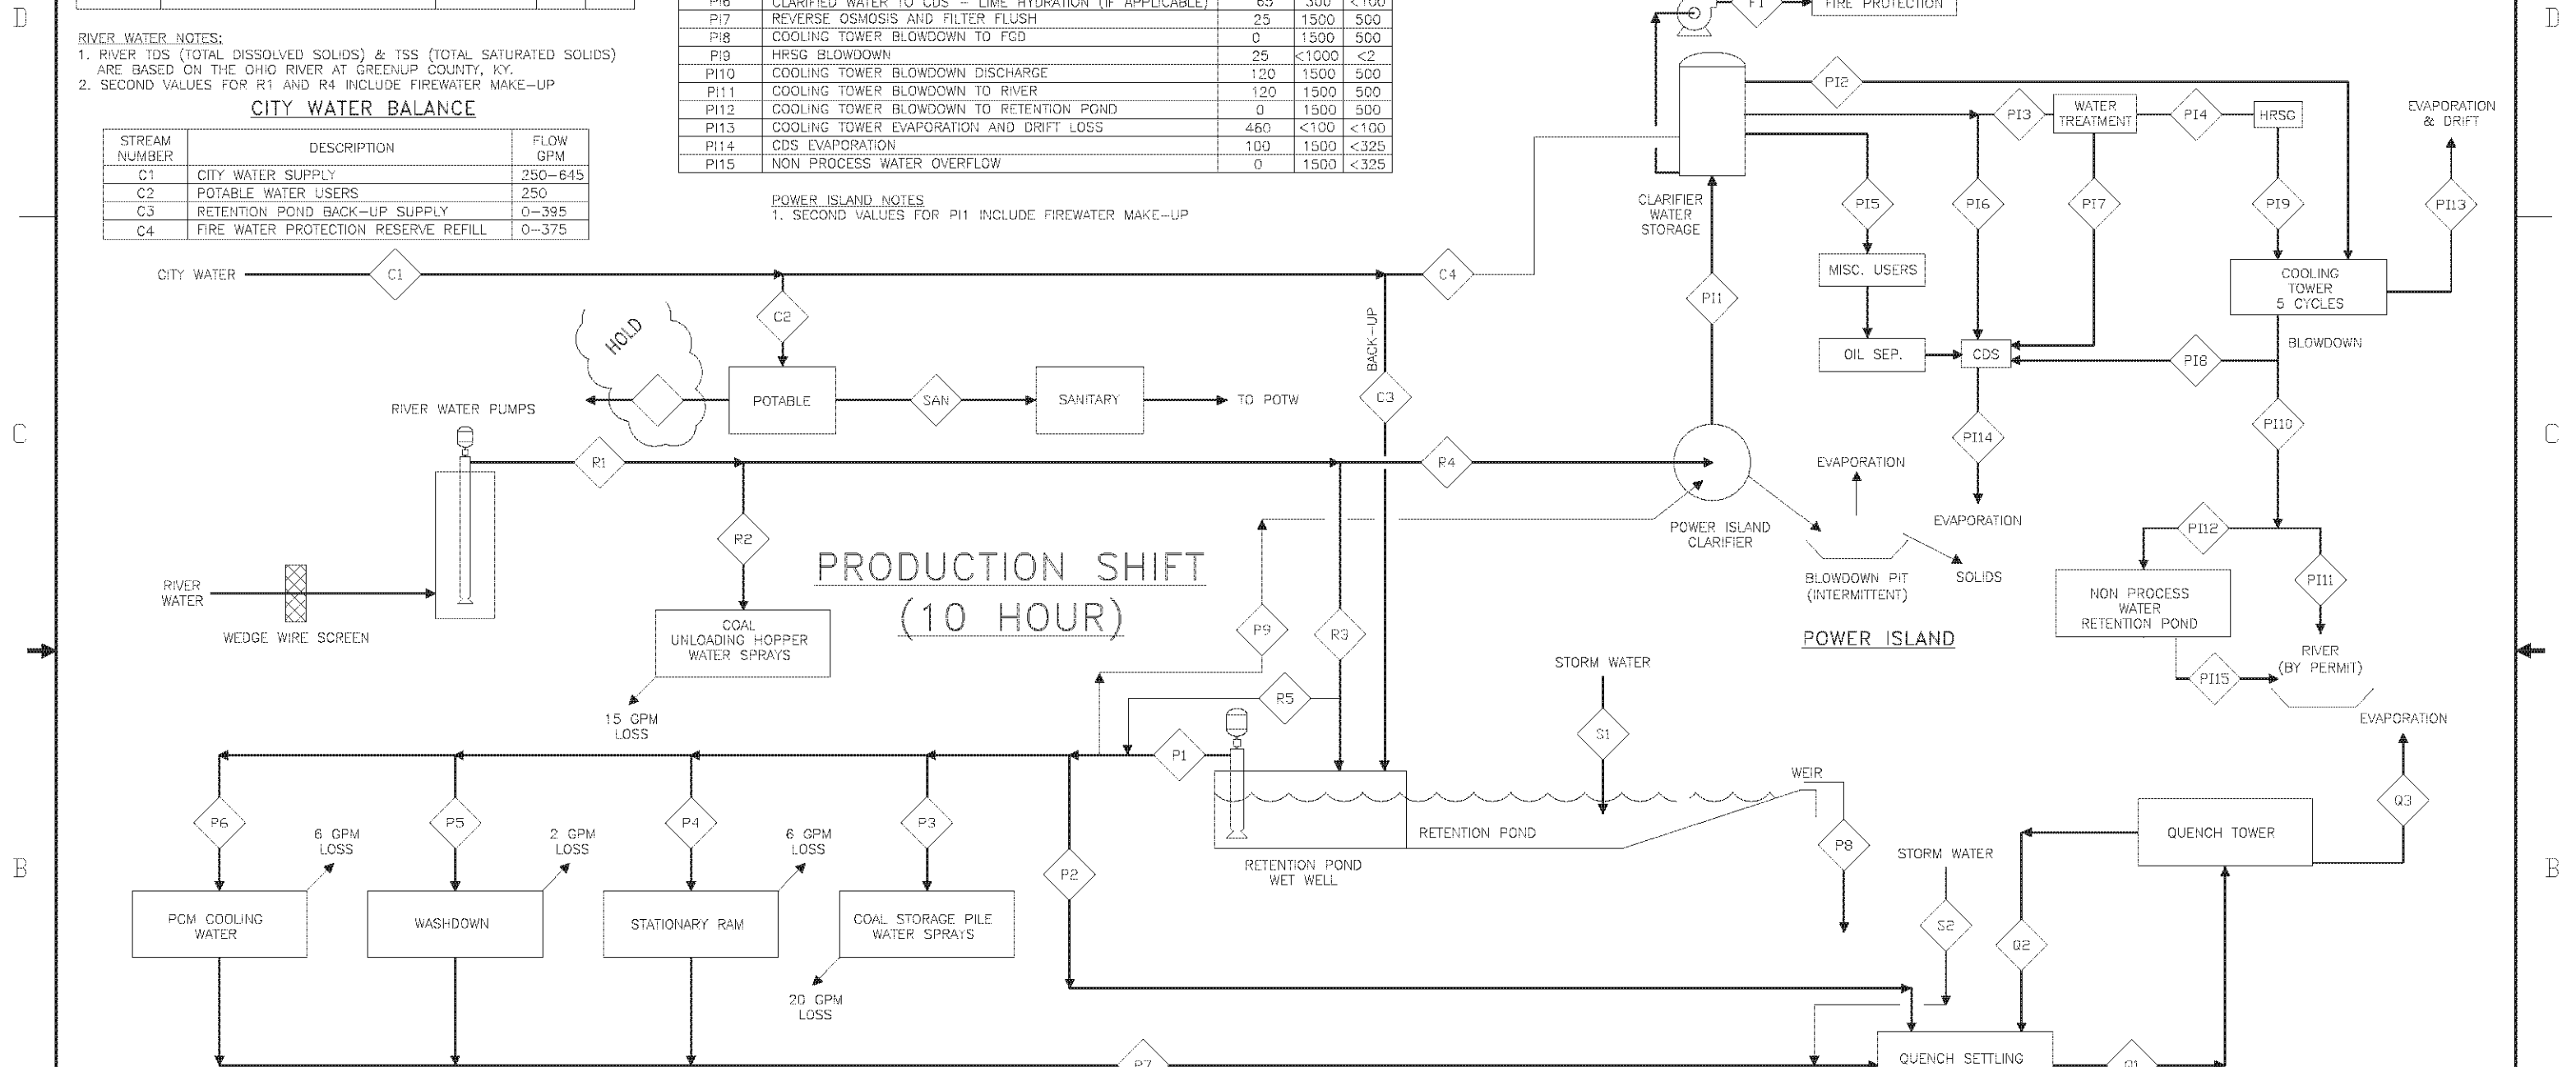 D
D
RIVER WATER NOTES:
1. RIVER TDS (TOTAL DISSOLVED SOLIDS) & TSS (TOTAL SATURATED SOLIDS)
ARE BASED ON THE OHIO RIVER AT GREENUP COUNTY, KY.
2. SECOND VALUES FOR R1 AND R4 INCLUDE FIREWATER MAKE-UP
CITY WATER BALANCE
STREAM NUMBER DESCRIPTION FLOW GPM
C1 CITY WATER SUPPLY 250-645
C2 POTABLE WATER USERS 250
C3 RETENTION POND BACK-UP SUPPLY 0-395
C4 FIRE WATER PROTECTION RESERVE REFILL 0-375
PI6 CLARIFIED WATER TO CDS - LIME HYDRATION (IF APPLICABLE) 65 300 <100
PI7 REVERSE OSMOSIS AND FILTER FLUSH 25 1500 500
PI8 COOLING TOWER BLOWDOWN TO FGD 0 1500 500
PI9 HRSG BLOWDOWN 25 <1000 <2
PI10 COOLING TOWER BLOWDOWN DISCHARGE 120 1500 500
PI11 COOLING TOWER BLOWDOWN TO RIVER 120 1500 500
PI12 COOLING TOWER BLOWDOWN TO RETENTION POND 0 1500 500
PI13 COOLING TOWER EVAPORATION AND DRIFT LOSS 460 <100 <100
PI14 CDS EVAPORATION 100 1500 <325
PI15 NON PROCESS WATER OVERFLOW 0 1500 <325
POWER ISLAND NOTES
1. SECOND VALUES FOR PI1 INCLUDE FIREWATER MAKE-UP
F1
FIRE PROTECTION
PI2
PI3
WATER
TREATMENT
PI4
HRSG
EVAPORATION
& DRIFT
CLARIFIER
WATER
STORAGE
PI5
PI6
PI7
PI9
PI13
MISC. USERS
COOLING
TOWER
5 CYCLES
PI1
BLOWDOWN
OIL SEP.
CDS
PI8
PI10
PI14
EVAPORATION
CITY WATER
C1
C4
C2
BACK-UP
C3
HOLD
POTABLE
SAN
SANITARY
TO POTW
C
C
RIVER WATER PUMPS
R1
R4
R2
EVAPORATION
POWER ISLAND
CLARIFIER
BLOWDOWN PIT
(INTERMITTENT)
SOLIDS
POWER ISLAND
PI12
PI11
NON PROCESS
WATER
RETENTION POND
RIVER
(BY PERMIT)
PI15
PRODUCTION SHIFT
(10 HOUR)
RIVER
WATER
WEDGE WIRE SCREEN
COAL
UNLOADING HOPPER
WATER SPRAYS
15 GPM
LOSS
P9
R3
R5
STORM WATER
S1
EVAPORATION
P1
WEIR
RETENTION POND
RETENTION POND
WET WELL
P8
Q3
QUENCH TOWER
STORM WATER
S2
Q2
B
B
P6
P5
P4
P3
P2
6 GPM
LOSS
2 GPM
LOSS
6 GPM
LOSS
PCM COOLING
WATER
WASHDOWN
STATIONARY RAM
COAL STORAGE PILE
WATER SPRAYS
20 GPM
LOSS
P7
QUENCH SETTLING
Q1